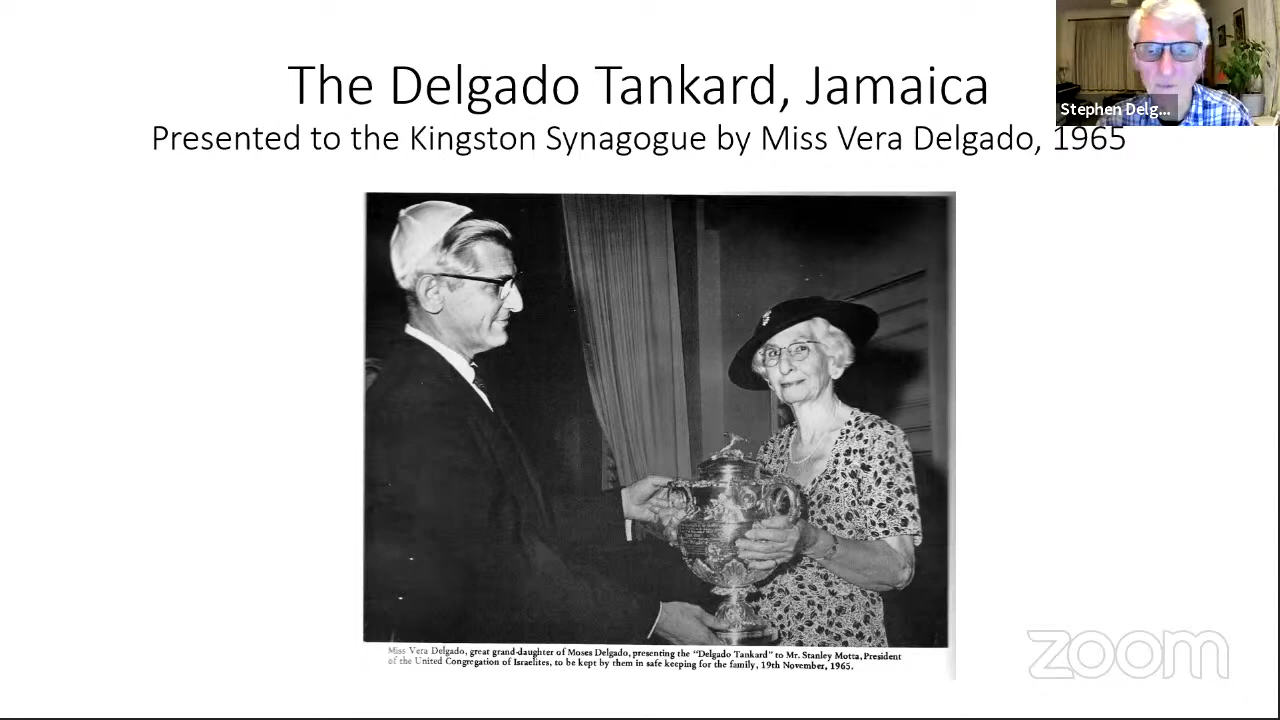 The Delgado Tankard, Jamaica
Presented to the Kingston Synagogue by Miss Vera Delgado, 1965
Stephen Delg...
Miss Vera Delgado, great grand-daughter of Moses Delgado, presenting the "Delgado Tankard" to Mr. Stanley Motta, President
of the United Congregation of Israelites, to be kept by them in safe keeping for the family, 19th November, 1965.
zoom